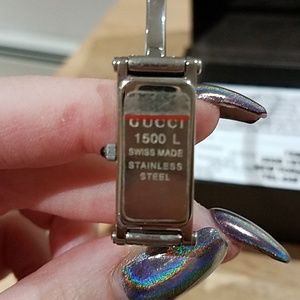 GUCCI
1500 L
SWISS MADE
STAINLESS
STEEL